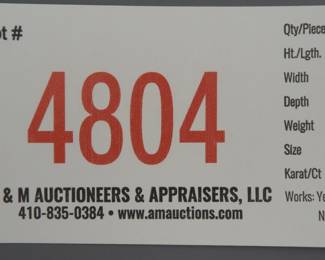 ot #
4804
& M AUCTIONEERS & APPRAISERS, LLC
410-835-0384 • www.amauctions.com
Qty/Piece
Ht./Lgth.
Width
Depth
Weight
Size
Karat/Ct
Works: Ye
N